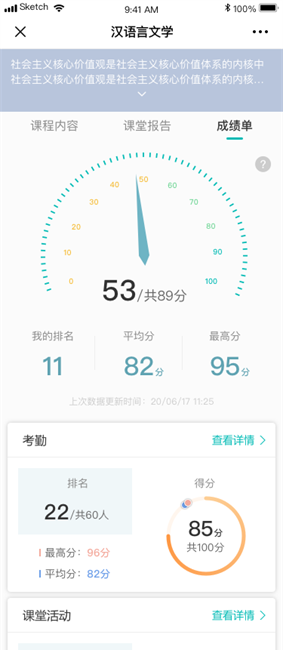 Sketch
9:41 AM
100%
汉语言文学
社会主义核心价值观是社会主义核心价值体系的内核中
社会主义核心价值观是社会主义核心价值体系的内核...
课程内容 课堂报告 成绩单
?
0 10 20 30 40 50 60 70 80 90 100
53/共89分
我的排名 平均分 最高分
11 82分 95分
上次数据更新时间：20/06/17 11:25
考勤 查看详情
排名 得分
22/共60人
85分
共100分
最高分：96分
平均分：82分
课堂活动 查看详情